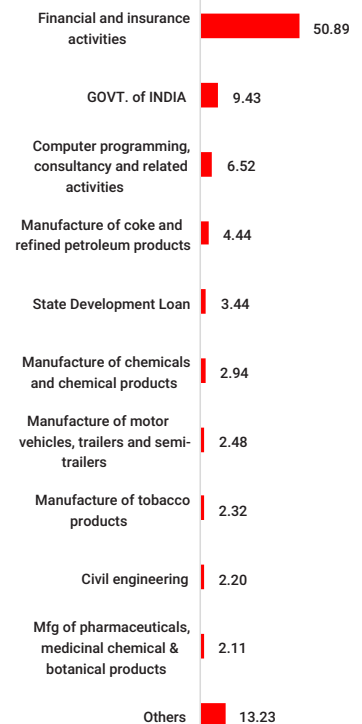 Financial and insurance
activities
50.89
GOVT. of INDIA
9.43
Computer programming,
consultancy and related
activities
6.52
Manufacture of coke and
refined petroleum products
4.44
State Development Loan
3.44
Manufacture of chemicals
and chemical products
2.94
Manufacture of motor
vehicles, trailers and semi-
trailers
2.48
Manufacture of tobacco
products
2.32
Civil engineering
2.20
Mfg of pharmaceuticals,
medicinal chemical &
botanical products
2.11
Others
13.23